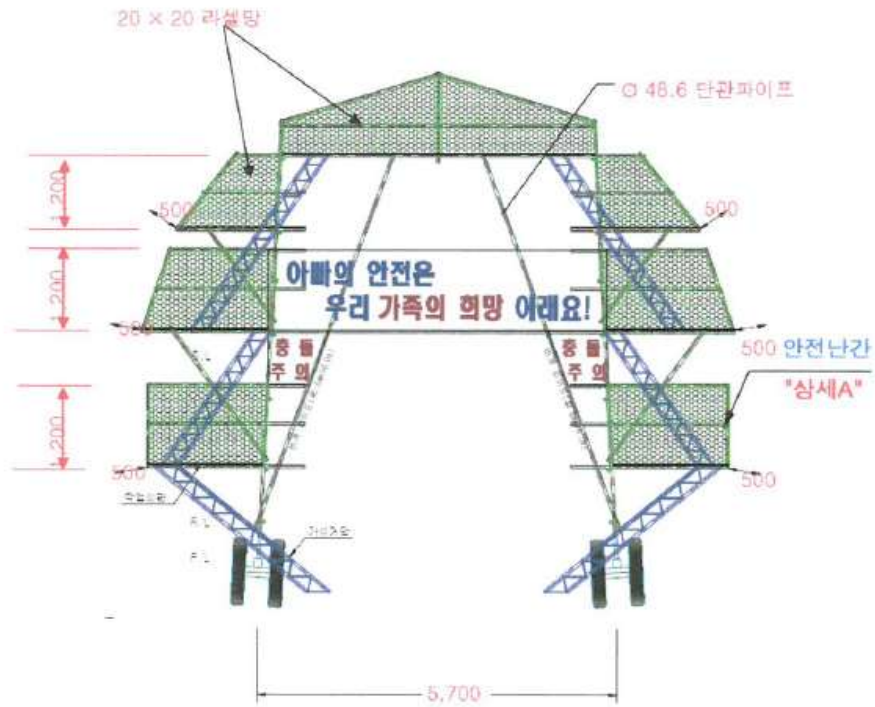 20 × 20 라셀망
Ø 48.6 단관파이프
1,200
500
500
1,200
아빠의 안전은
우리 가족의 희망 이래요!
500
충 돌
주 의
충 돌
주 의
500 안전난간
"상세A"
1,200
500
500
5,700